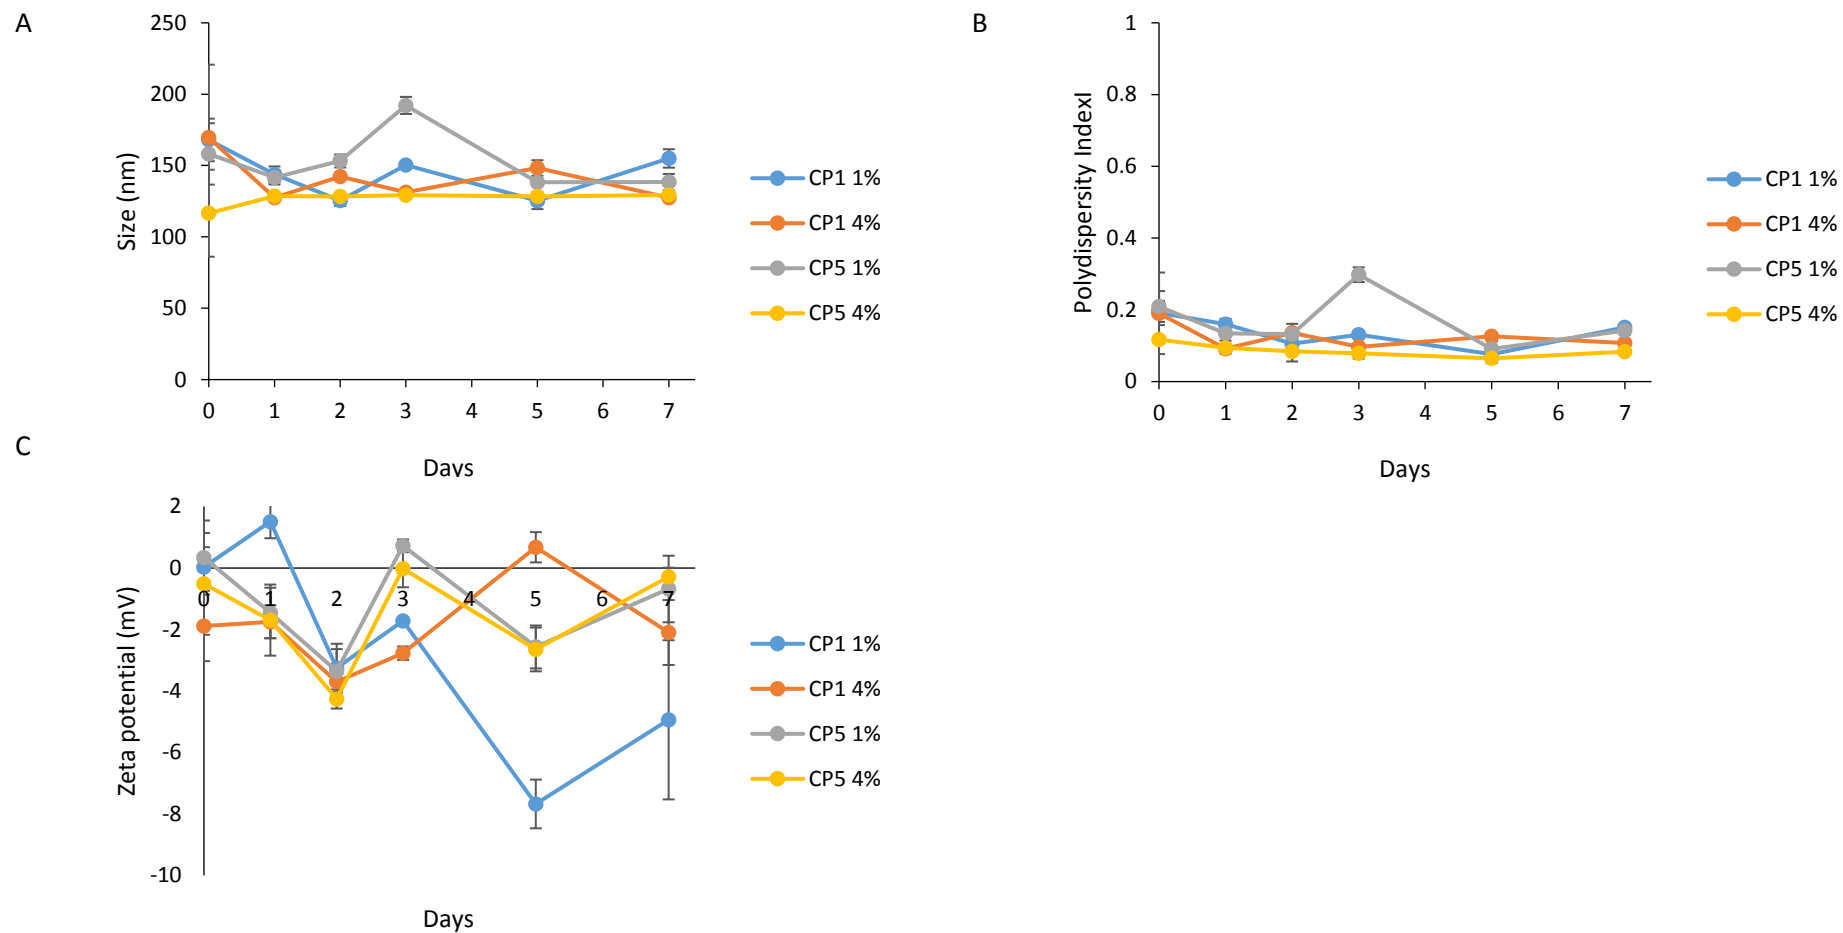 A
250
200
150
100
50
0
Size (nm)
0 1 2 3 4 5 6 7
Days
CP1 1%
CP1 4%
CP5 1%
CP5 4%
B
1
0.8
0.6
0.4
0.2
0
Polydispersity IndexI
0 1 2 3 4 5 6 7
Days
CP1 1%
CP1 4%
CP5 1%
CP5 4%
C
2
0
-2
-4
-6
-8
-10
Zeta potential (mV)
0 1 2 3 4 5 6 7
Days
CP1 1%
CP1 4%
CP5 1%
CP5 4%